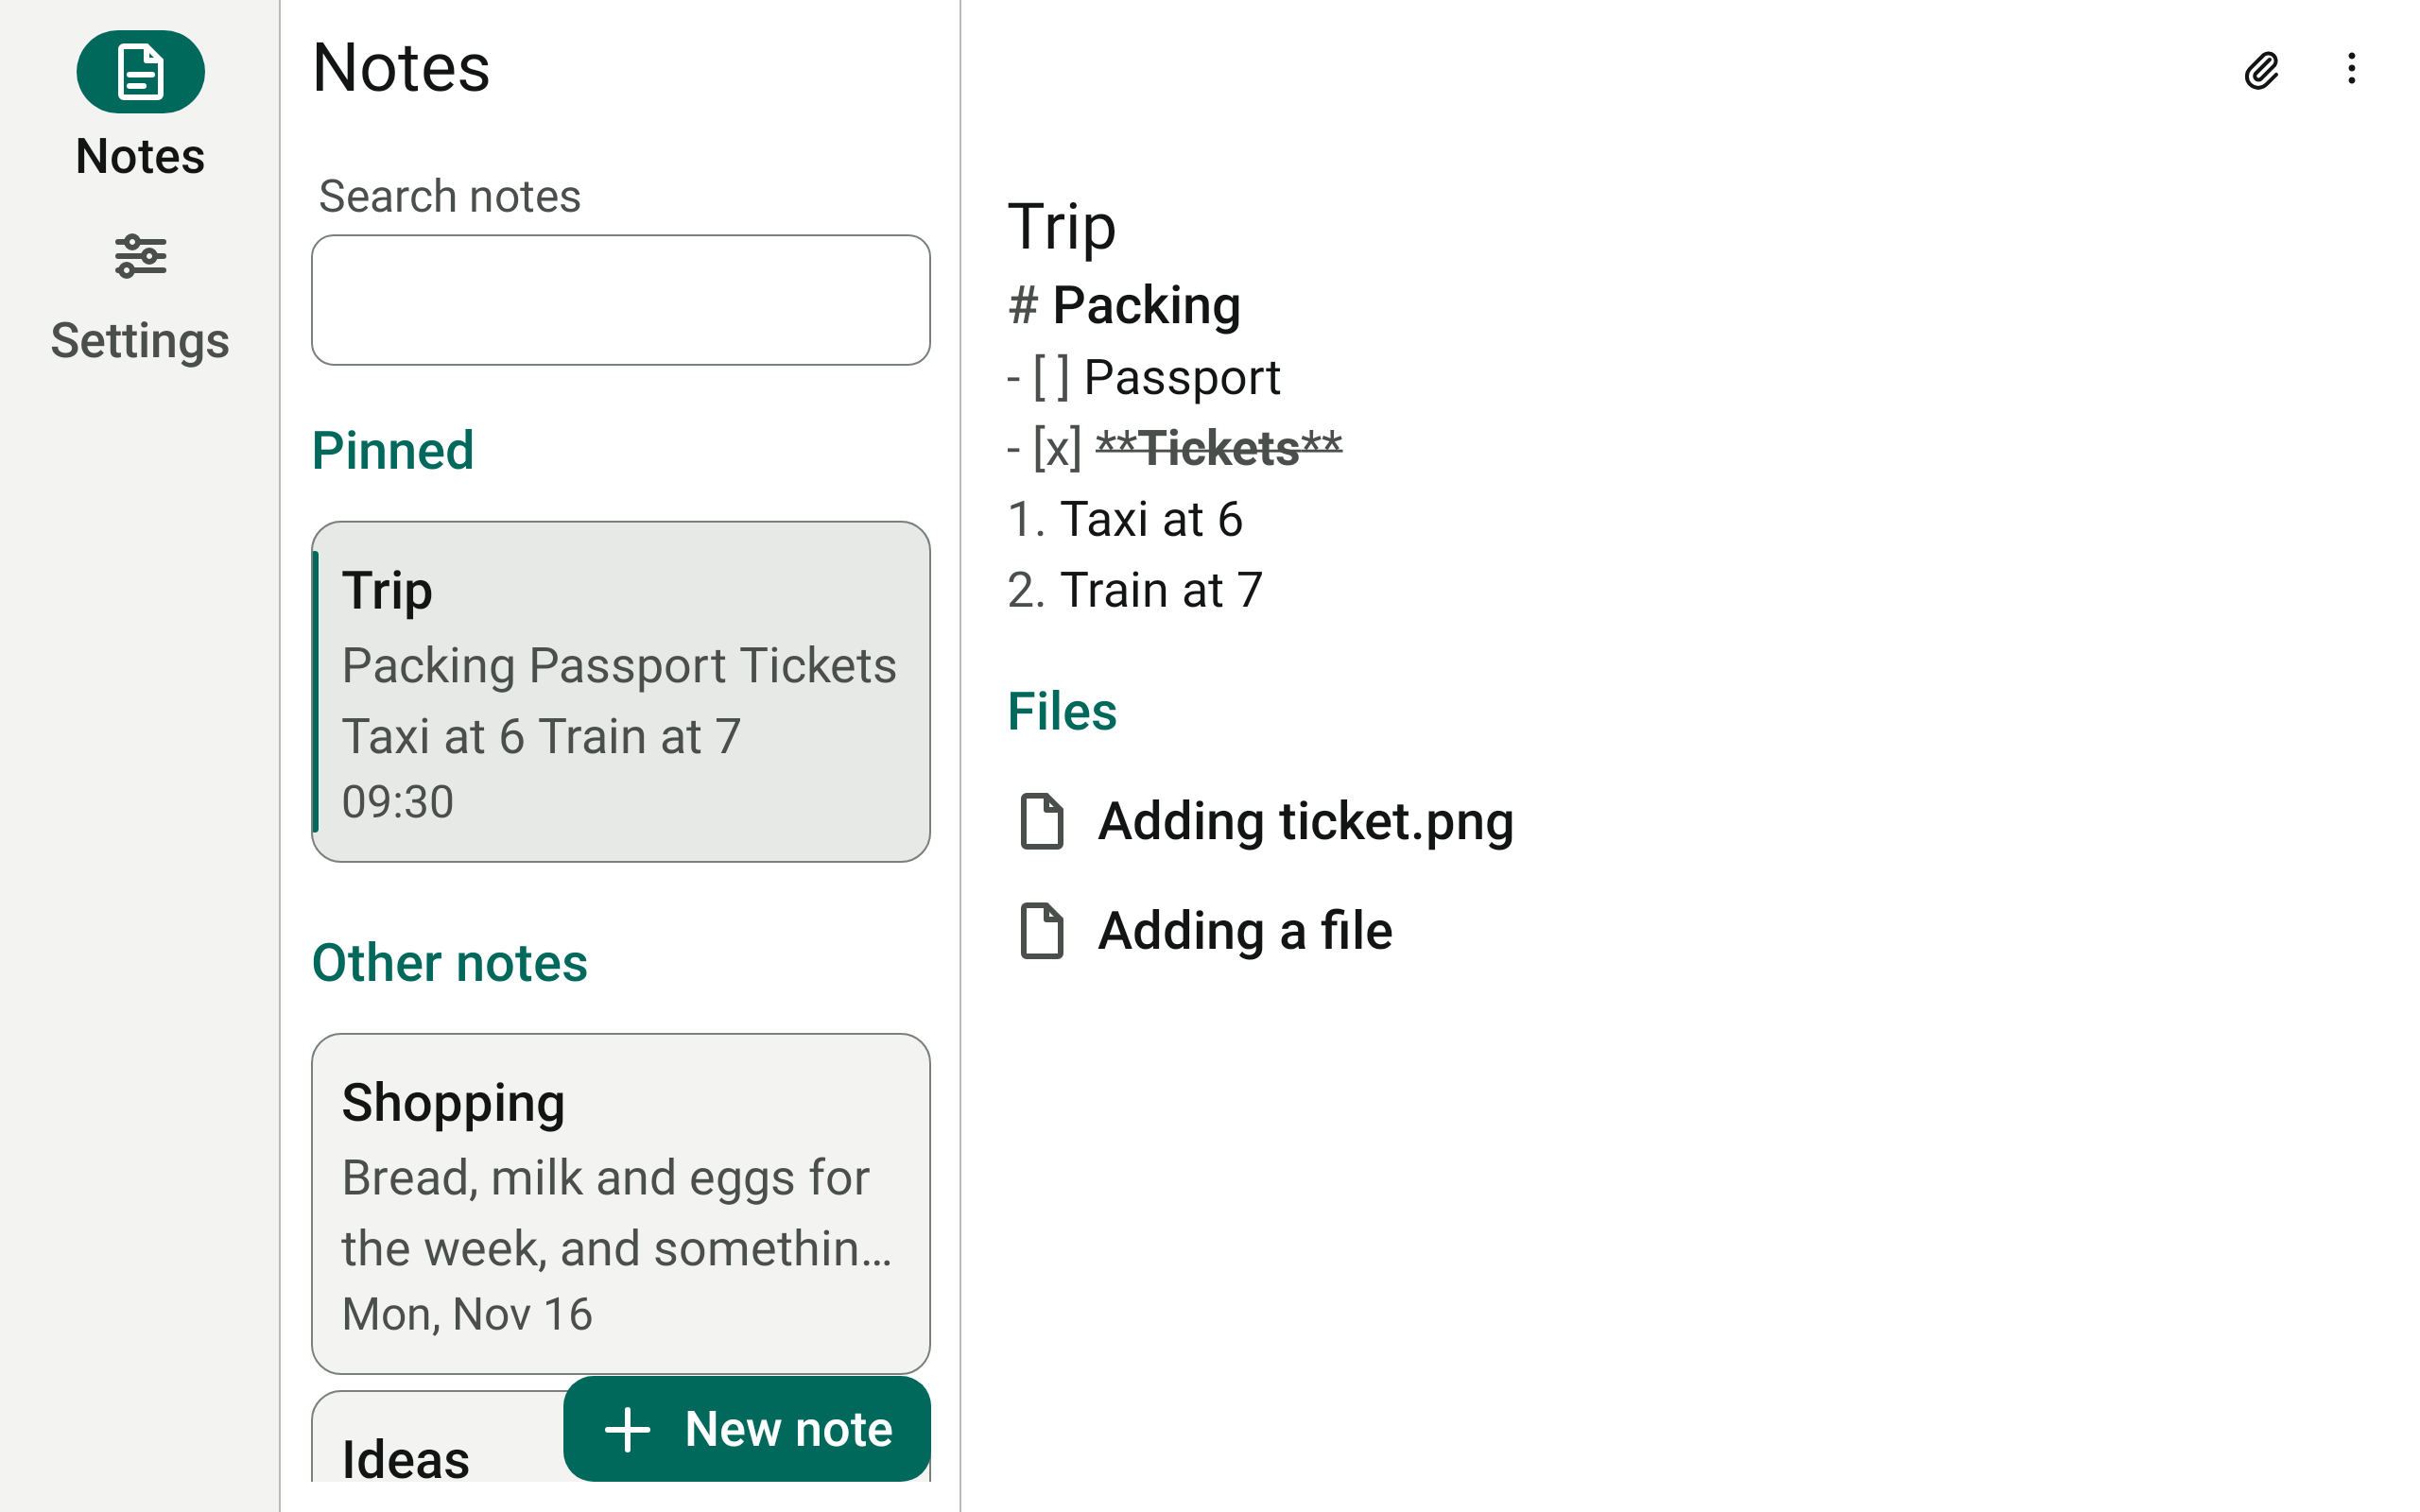 Notes
Settings
Notes
Search notes
Pinned
Trip
Packing Passport Tickets
Taxi at 6 Train at 7
09:30
Other notes
Shopping
Bread, milk and eggs for
the week, and somethin…
Mon, Nov 16
Ideas
New note
Trip
# Packing
- [ ] Passport
- [x] **Tickets**
1. Taxi at 6
2. Train at 7
Files
Adding ticket.png
Adding a file